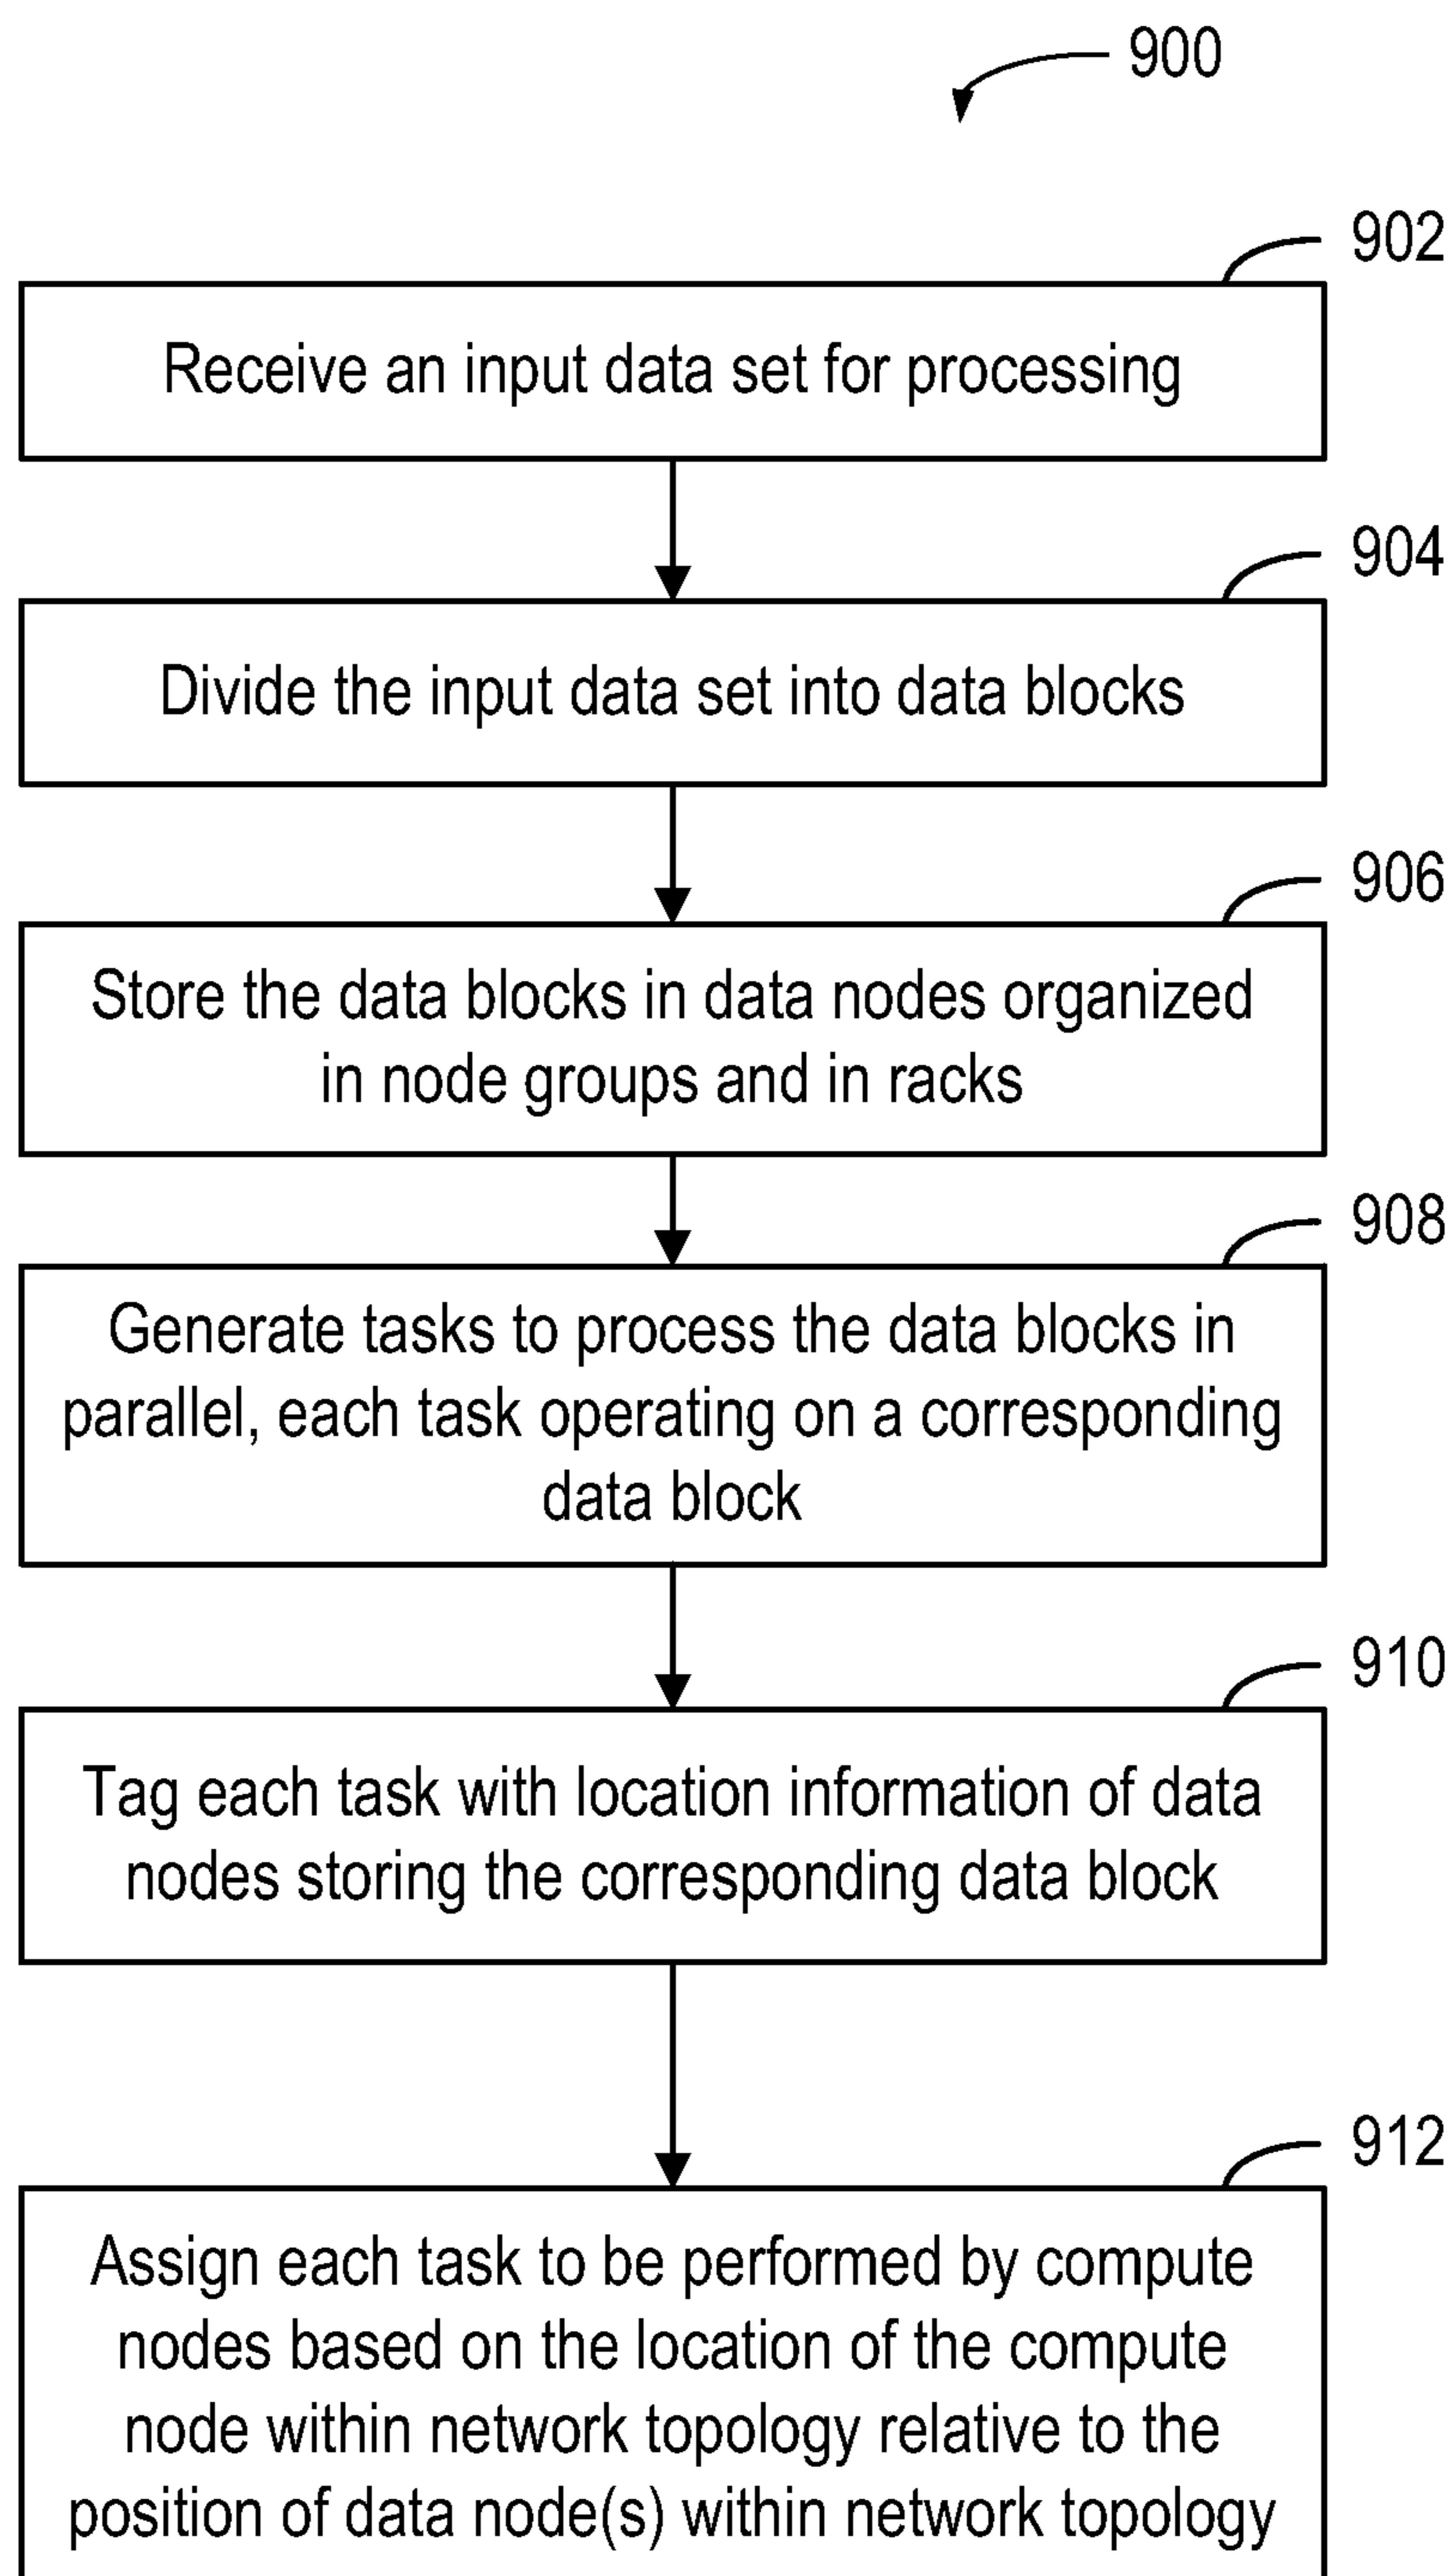 900
902
Receive an input data set for processing
904
Divide the input data set into data blocks
906
Store the data blocks in data nodes organized
in node groups and in racks
908
Generate tasks to process the data blocks in
parallel, each task operating on a corresponding
data block
910
Tag each task with location information of data
nodes storing the corresponding data block
912
Assign each task to be performed by compute
nodes based on the location of the compute
node within network topology relative to the
position of data node(s) within network topology